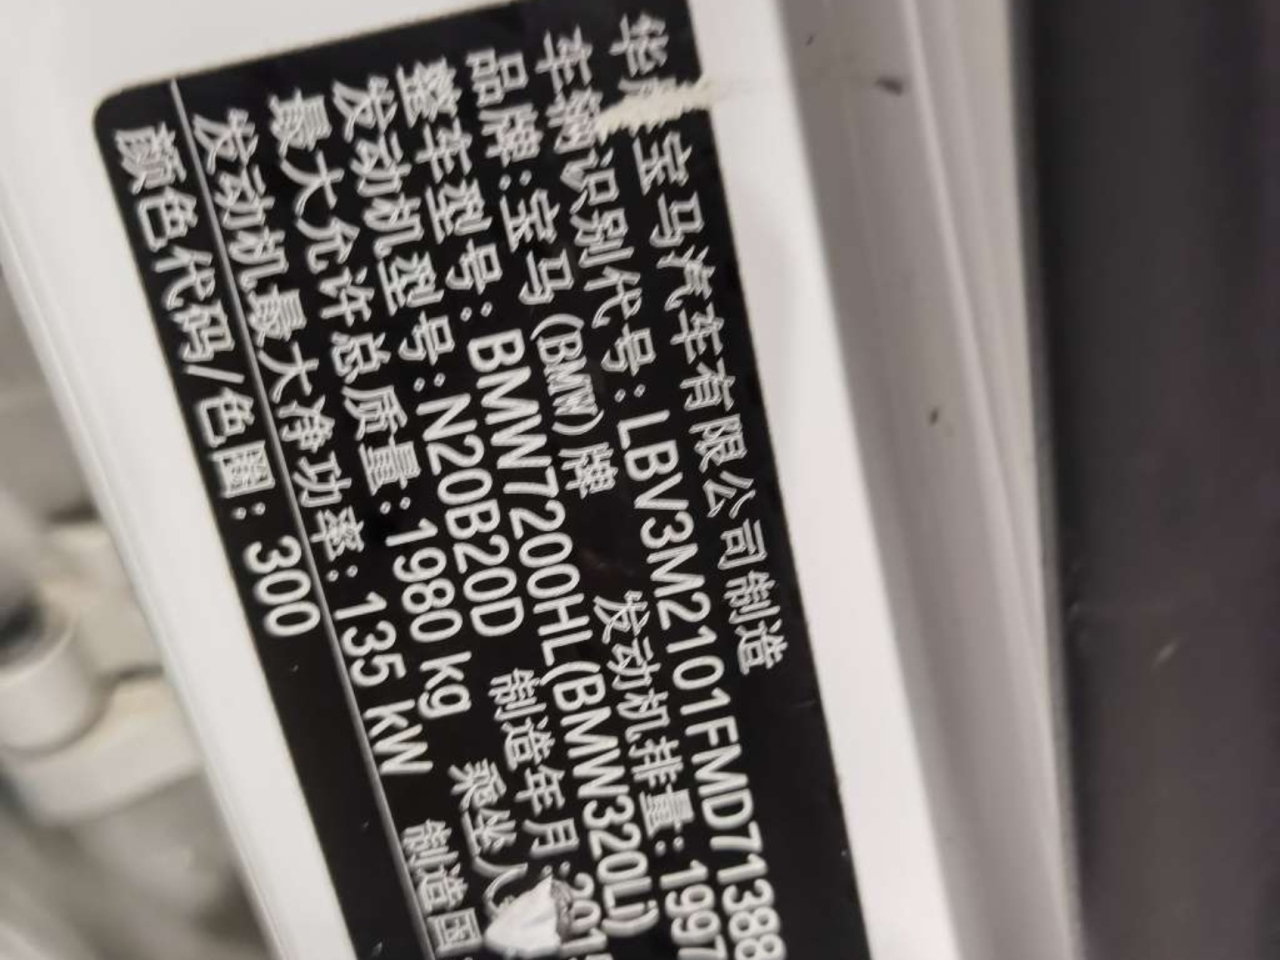 华晨宝马汽车有限公司制造
车辆识别代号:LBV3M2101FMD71388
品牌:宝马(BMW)牌 发动机排量:1997
整车型号:BMW7200HL(BMW320Li)
发动机型号:N20B20D 制造年月:201
最大允许总质量:1980 kg 乘坐人
发动机最大净功率:135 kW 制造国
颜色代码/色圈:300